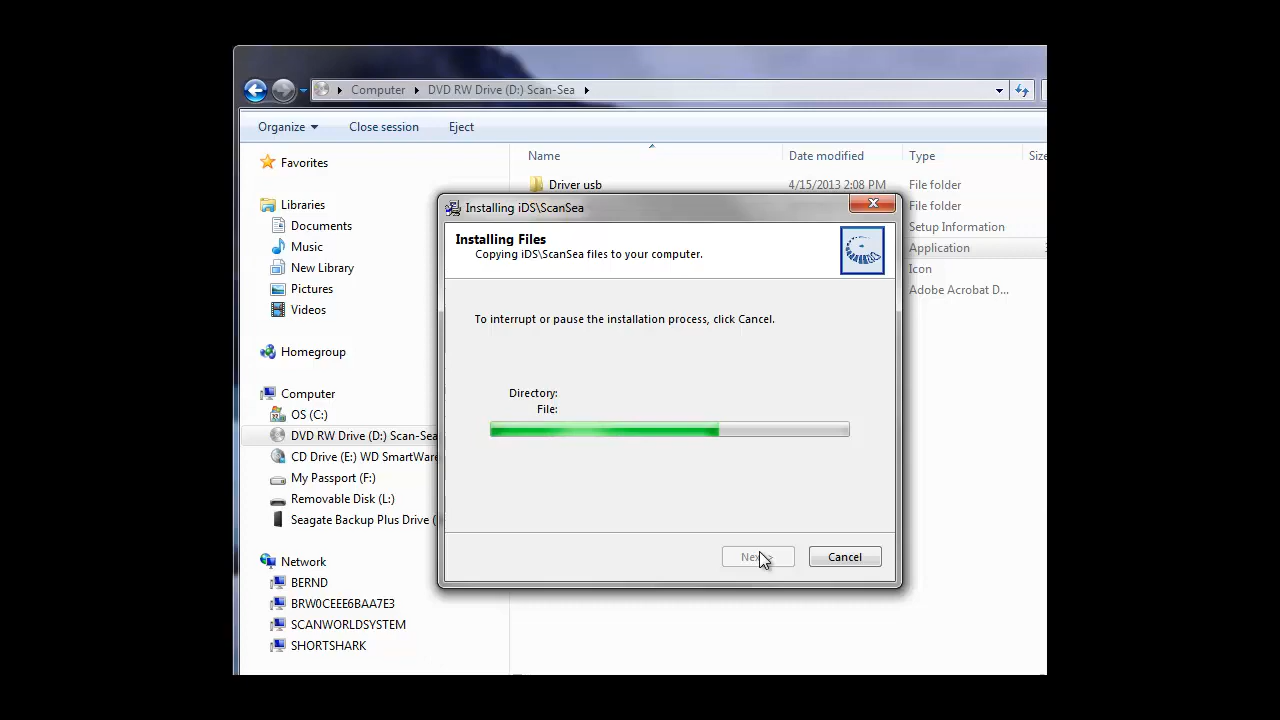 Computer
DVD RW Drive (D:) Scan-Sea
Organize
Close session
Eject
Favorites
Libraries
Documents
Music
New Library
Pictures
Videos
Homegroup
Computer
OS (C:)
DVD RW Drive (D:) Scan-Sea
CD Drive (E:) WD SmartWare
My Passport (F:)
Removable Disk (L:)
Seagate Backup Plus Drive (
Network
BERND
BRW0CEEE6BAA7E3
SCANWORLDSYSTEM
SHORTSHARK
Name Date modified Type Size
Driver usb 4/15/2013 2:08 PM File folder
File folder
Setup Information
Application
Icon
Adobe Acrobat D...
Installing iDS\ScanSea
Installing Files
Copying iDS\ScanSea files to your computer.
To interrupt or pause the installation process, click Cancel.
Directory:
File:
Cancel